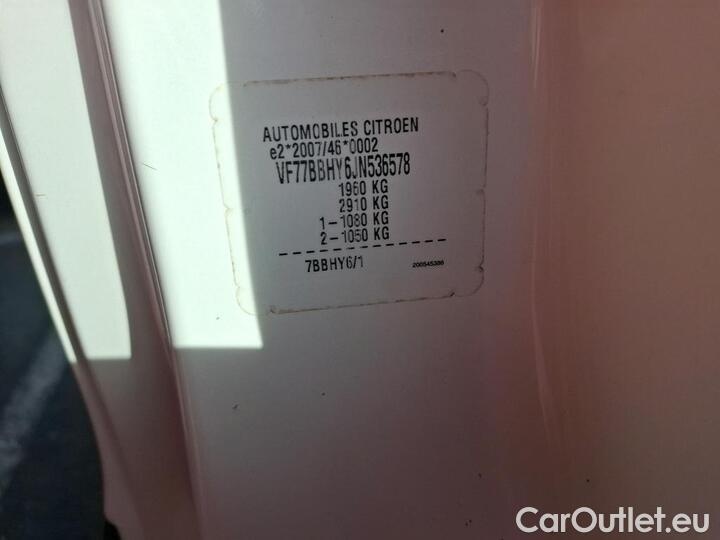 AUTOMOBILES CITROEN
e2*2007/46*0002
VF77BBHY6JN536578
1960 KG
2910 KG
1-1080 KG
2-1050 KG
7BBHY6/1
200545386
CarOutlet.eu